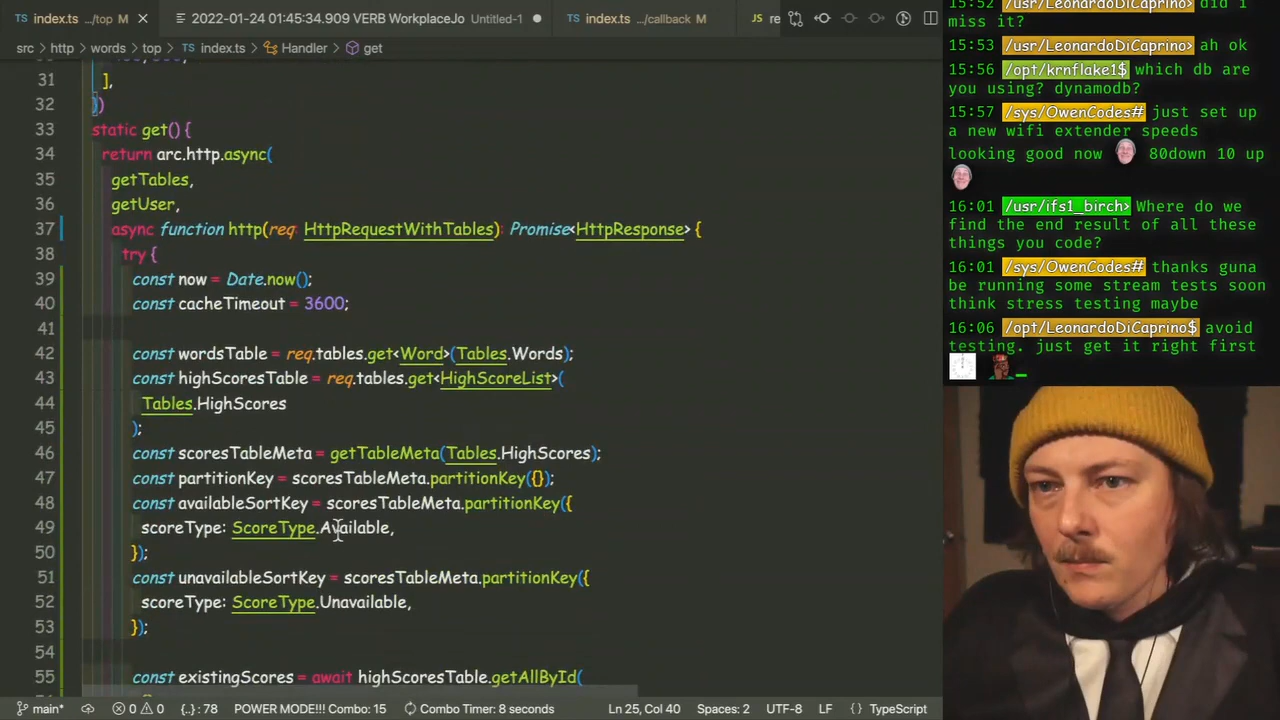 index.ts .../top M
2022-01-24 01:45:34.909 VERB WorkplaceJo Untitled-1
index.ts .../callback M
JS re
src > http > words > top > index.ts > Handler > get
31 ],
32 })
33 static get() {
34 return arc.http.async(
35 getTables,
36 getUser,
37 async function http(req: HttpRequestWithTables): Promise<HttpResponse> {
38 try {
39 const now = Date.now();
40 const cacheTimeout = 3600;
41
42 const wordsTable = req.tables.get<Word>(Tables.Words);
43 const highScoresTable = req.tables.get<HighScoreList>(
44 Tables.HighScores
45 );
46 const scoresTableMeta = getTableMeta(Tables.HighScores);
47 const partitionKey = scoresTableMeta.partitionKey({});
48 const availableSortKey = scoresTableMeta.partitionKey({
49 scoreType: ScoreType.Available,
50 });
51 const unavailableSortKey = scoresTableMeta.partitionKey({
52 scoreType: ScoreType.Unavailable,
53 });
54
55 const existingScores = await highScoresTable.getAllById(
main* 0 0 {..}: 78 POWER MODE!!! Combo: 15 Combo Timer: 8 seconds Ln 25, Col 40 Spaces: 2 UTF-8 LF {} TypeScript
15:52 /usr/LeonardoDiCaprino> did i
miss it?
15:53 /usr/LeonardoDiCaprino> ah ok
15:56 /opt/krnflake1$ which db are
you using? dynamodb?
15:57 /sys/OwenCodes# just set up
a new wifi extender speeds
looking good now 80down 10 up
16:01 /usr/ifs1_birch> Where do we
find the end result of all these
things you code?
16:01 /sys/OwenCodes# thanks guna
be running some stream tests soon
think stress testing maybe
16:06 /opt/LeonardoDiCaprino$ avoid
testing. just get it right first